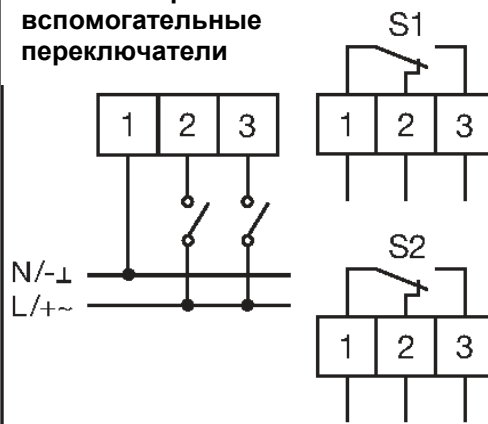 вспомогательные
переключатели
S1
1 2 3
1 2 3
N/-⊥
L/+~
S2
1 2 3